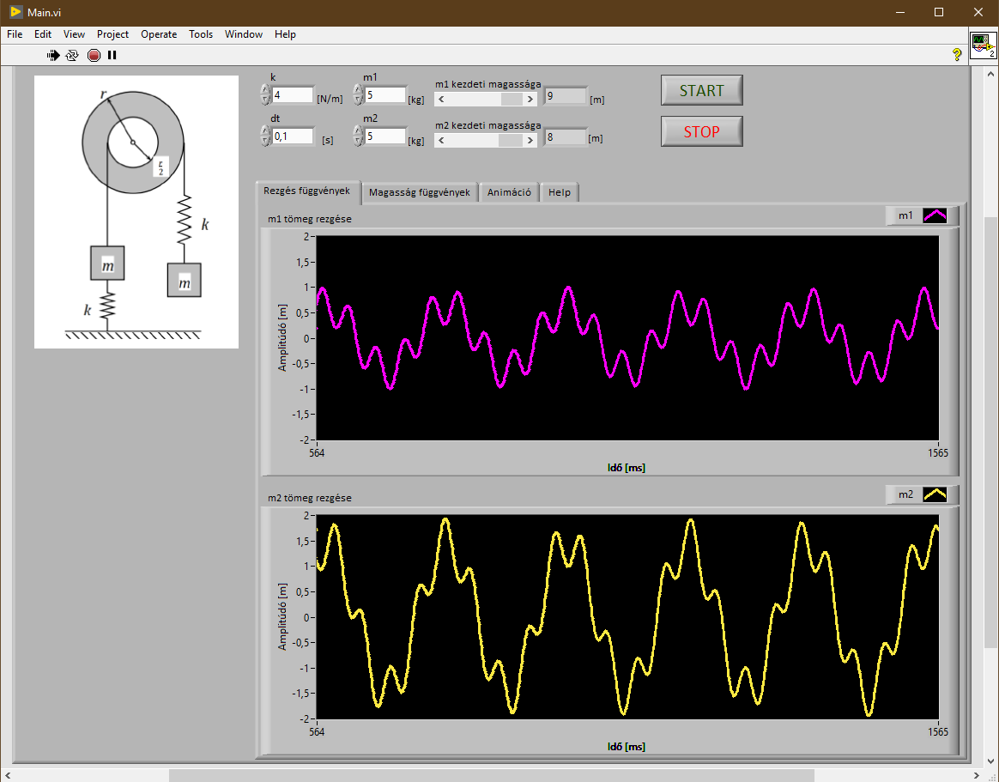 Main.vi
File Edit View Project Operate Tools Window Help
2
k
4
[N/m]
m1
5
[kg]
m1 kezdeti magassága
9
[m]
START
dt
0,1
[s]
m2
5
[kg]
m2 kezdeti magassága
8
[m]
STOP
r
r
2
k
m
m
k
Rezgés függvények Magasság függvények Animáció Help
m1 tömeg rezgése
m1
2
1,5
1
0,5
0
-0,5
-1
-1,5
-2
Amplitúdó [m]
564 1565
Idő [ms]
m2 tömeg rezgése
m2
2
1,5
1
0,5
0
-0,5
-1
-1,5
-2
Amplitúdó [m]
564 1565
Idő [ms]